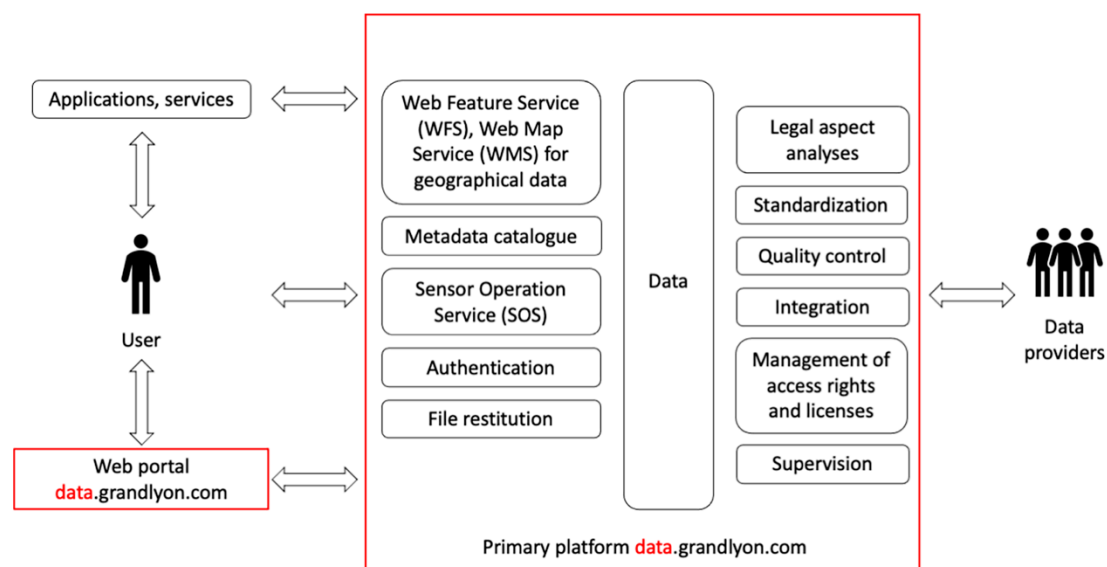 Applications, services
User
Web portal
data.grandlyon.com
Web Feature Service
(WFS), Web Map
Service (WMS) for
geographical data
Metadata catalogue
Sensor Operation
Service (SOS)
Authentication
File restitution
Data
Legal aspect
analyses
Standardization
Quality control
Integration
Management of
access rights
and licenses
Supervision
Data
providers
Primary platform data.grandlyon.com